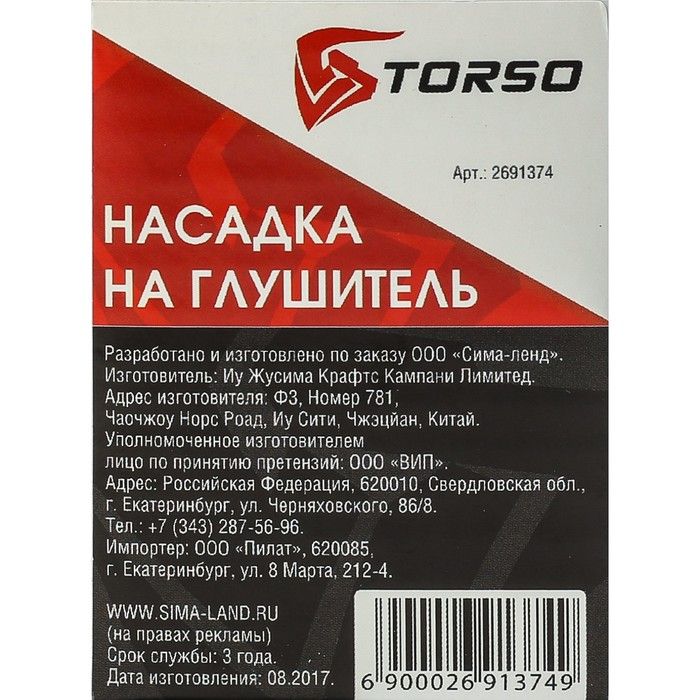 TORSO
Арт.: 2691374
НАСАДКА
НА ГЛУШИТЕЛЬ
Разработано и изготовлено по заказу ООО «Сима-ленд».
Изготовитель: Иу Жусима Крафтс Кампани Лимитед.
Адрес изготовителя: Ф3, Номер 781,
Чаочжоу Норс Роад, Иу Сити, Чжэцйан, Китай.
Уполномоченное изготовителем
лицо по принятию претензий: ООО «ВИП».
Адрес: Российская Федерация, 620010, Свердловская обл.,
г. Екатеринбург, ул. Черняховского, 86/8.
Тел.: +7 (343) 287-56-96.
Импортер: ООО «Пилат», 620085,
г. Екатеринбург, ул. 8 Марта, 212-4.
WWW.SIMA-LAND.RU
(на правах рекламы)
Срок службы: 3 года.
Дата изготовления: 08.2017.
6 900026 913749